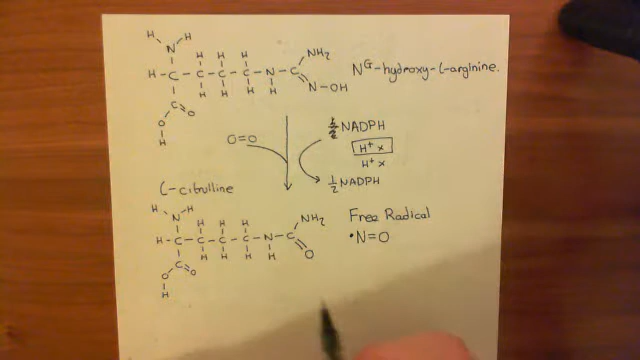 H H
N
H H H H NH₂
H-C-C-C-C-N-C Nᴳ-hydroxy-L-arginine.
H H H H N-OH
C
O O
H
O=O ½ NADPH
H⁺ x
H⁺ x
½ NADPH
L-citrulline
H H
N
H H H H NH₂ Free Radical
H-C-C-C-C-N-C •N=O
H H H H O
C
O O
H